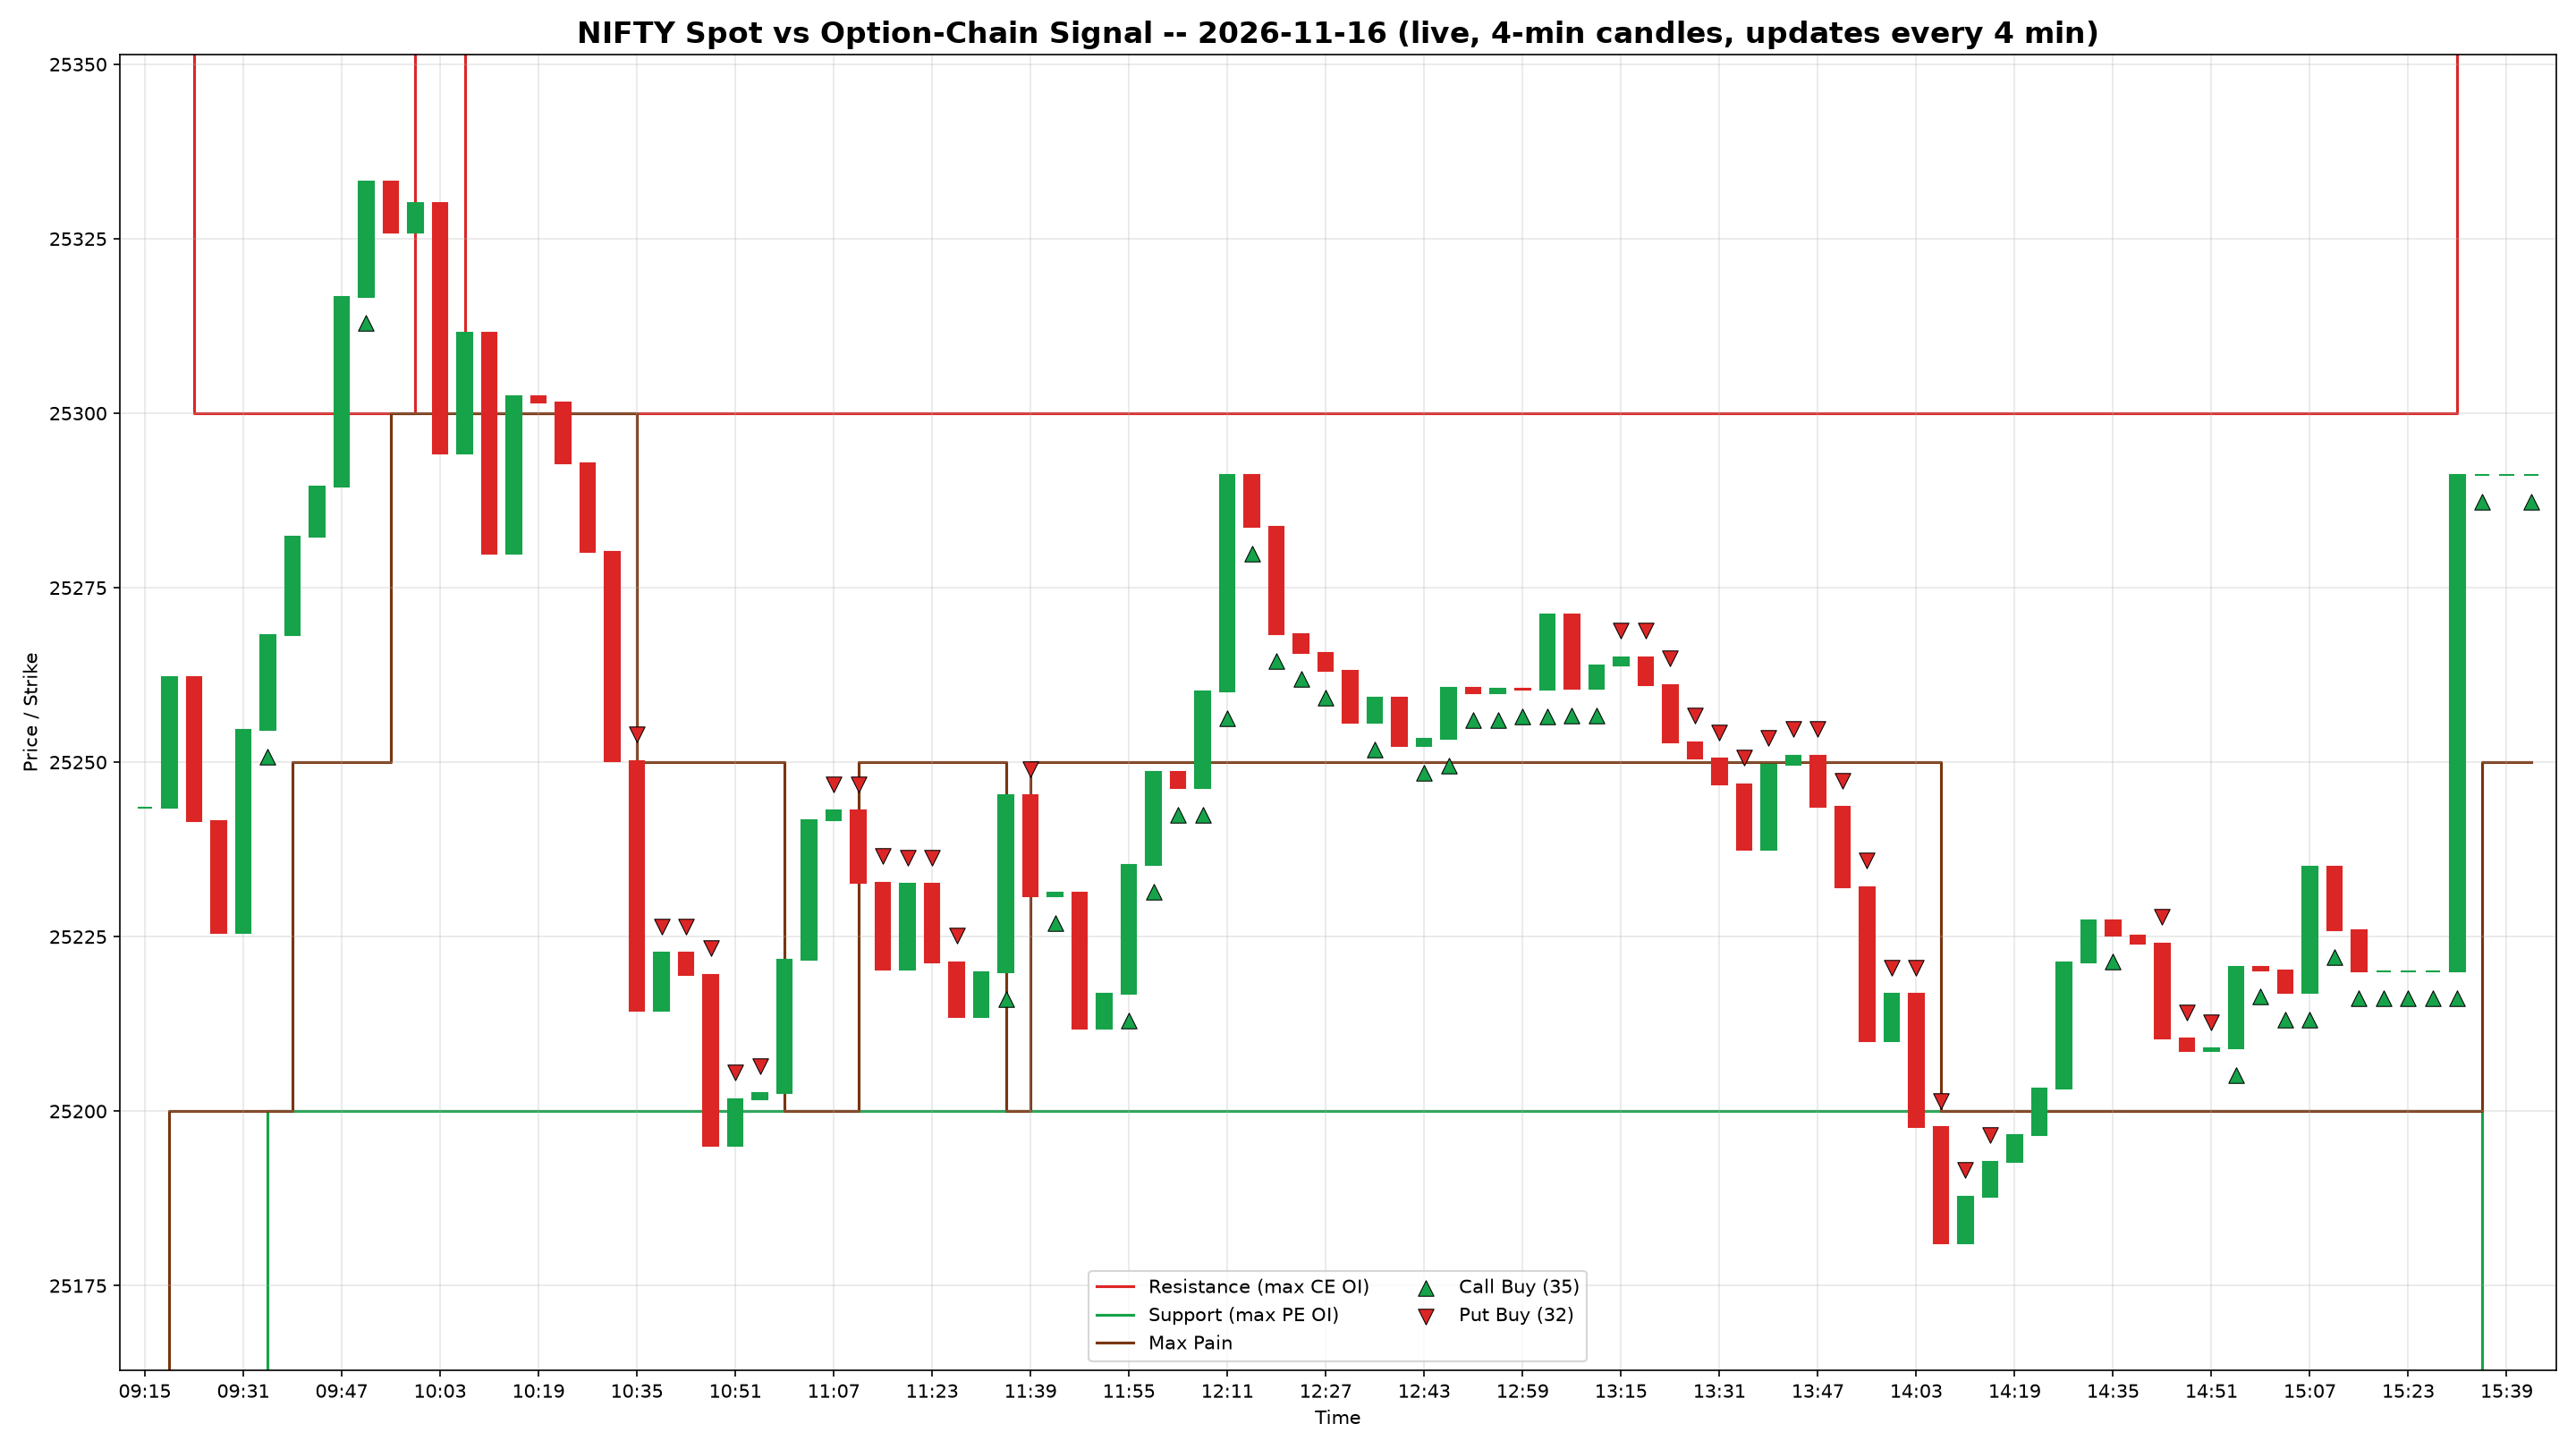 NIFTY Spot vs Option-Chain Signal -- 2026-11-16 (live, 4-min candles, updates every 4 min)
25350
25325
25300
25275
25250
25225
25200
25175
Price / Strike
Resistance (max CE OI)
Support (max PE OI)
Max Pain
Call Buy (35)
Put Buy (32)
09:15 09:31 09:47 10:03 10:19 10:35 10:51 11:07 11:23 11:39 11:55 12:11 12:27 12:43 12:59 13:15 13:31 13:47 14:03 14:19 14:35 14:51 15:07 15:23 15:39
Time